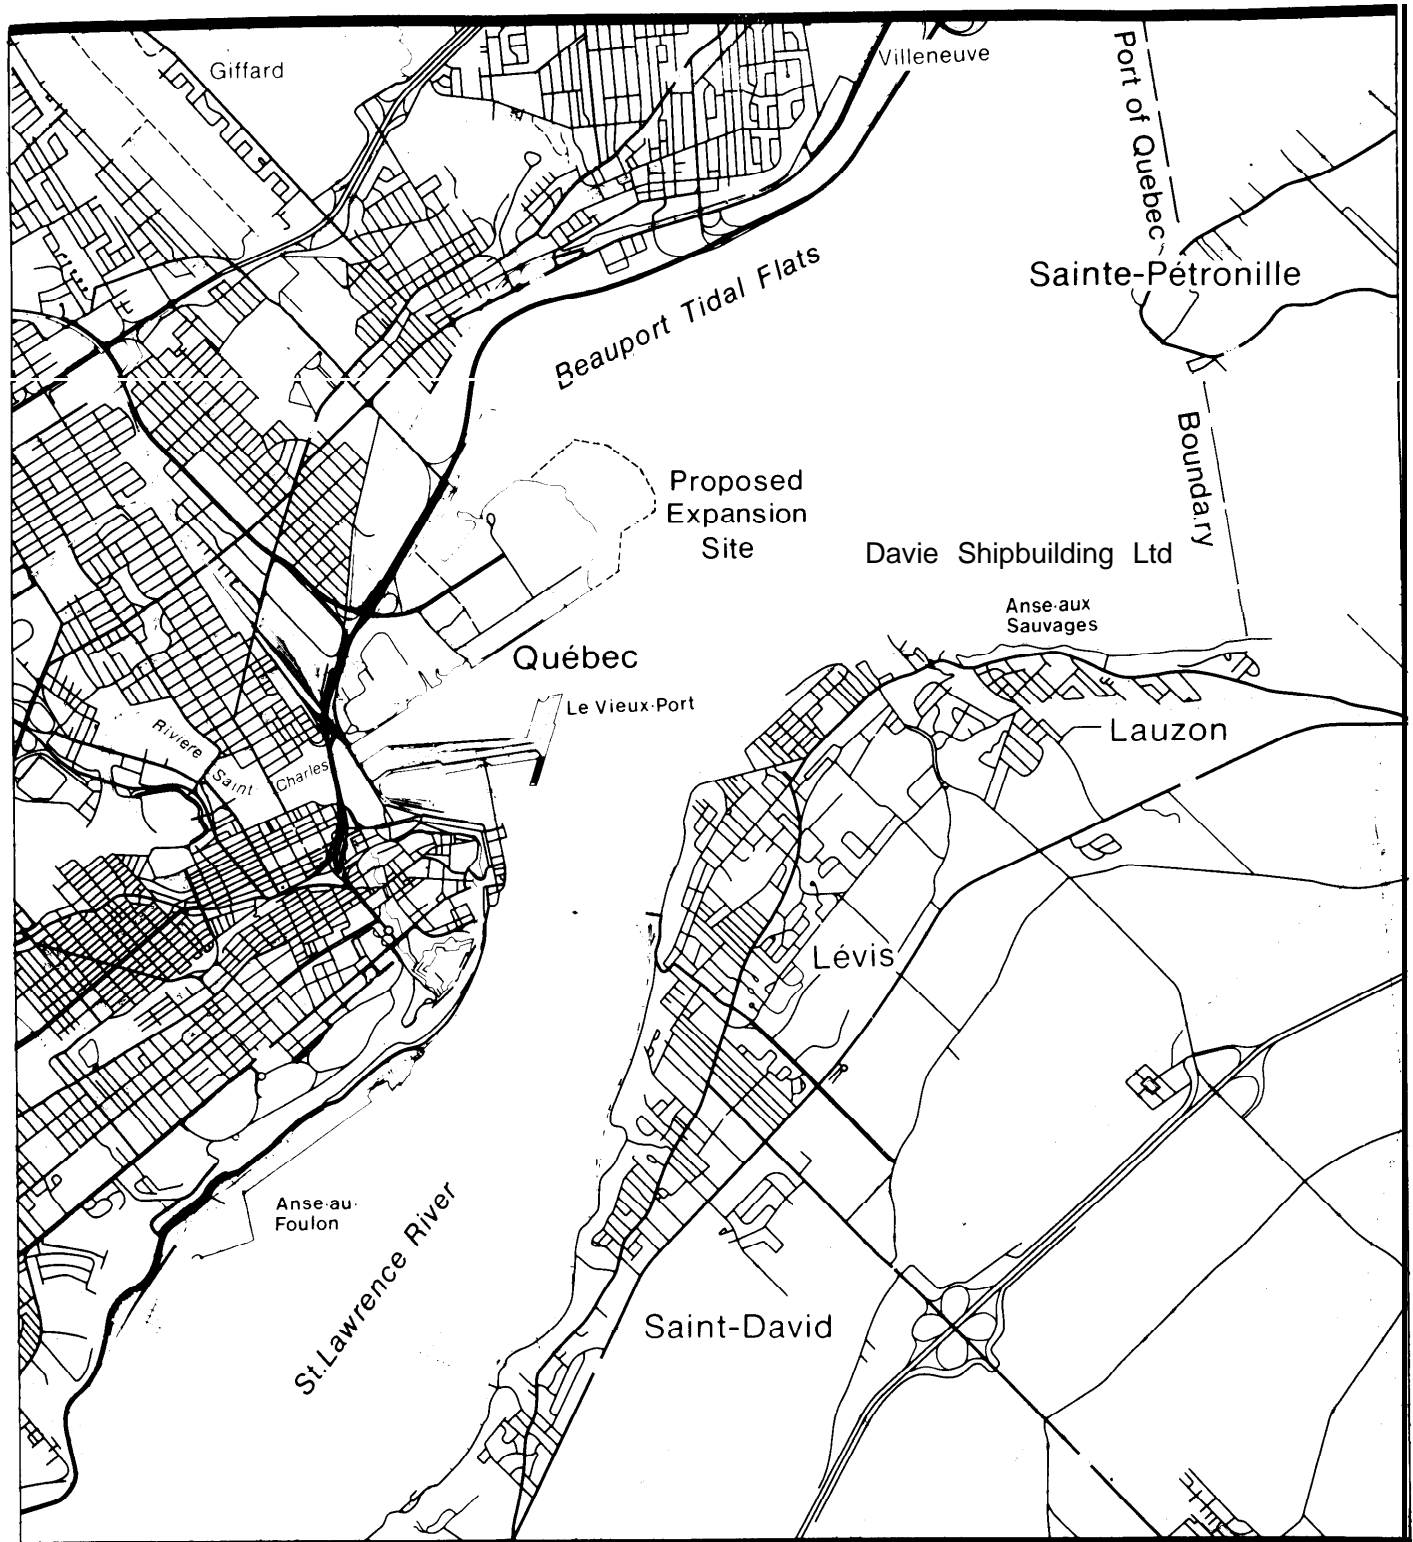 Giffard
Villeneuve
Port of Quebec
Sainte-Pétronille
Beauport Tidal Flats
Boundary
Proposed
Expansion
Site
Davie Shipbuilding Ltd
Anse-aux
Sauvages
Québec
Le Vieux-Port
Lauzon
Riviere
Saint
Charles
Lévis
Anse-au-
Foulon
St. Lawrence River
Saint-David